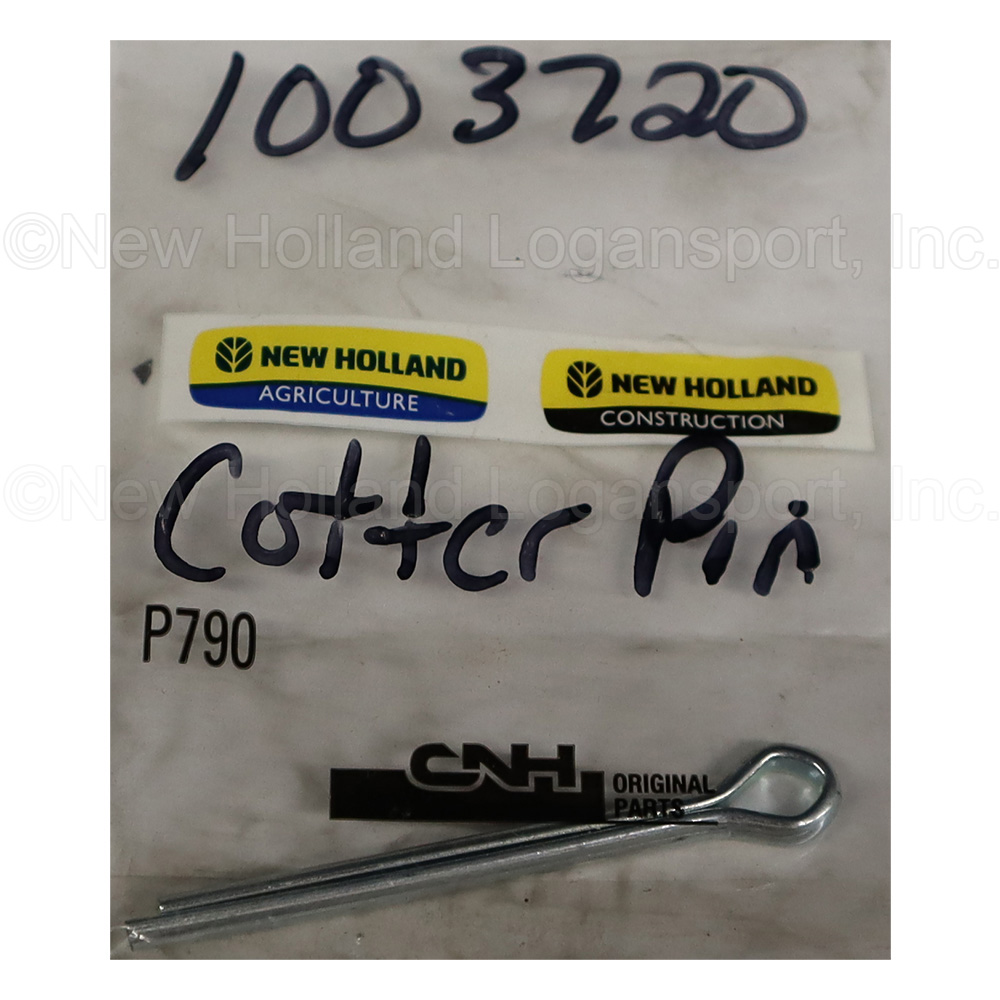 1003720
©New Holland Logansport, Inc.
NEW HOLLAND
AGRICULTURE
NEW HOLLAND
CONSTRUCTION
©New Holland Logansport, Inc.
Cotter Pin
P790
CNH
ORIGINAL
PARTS